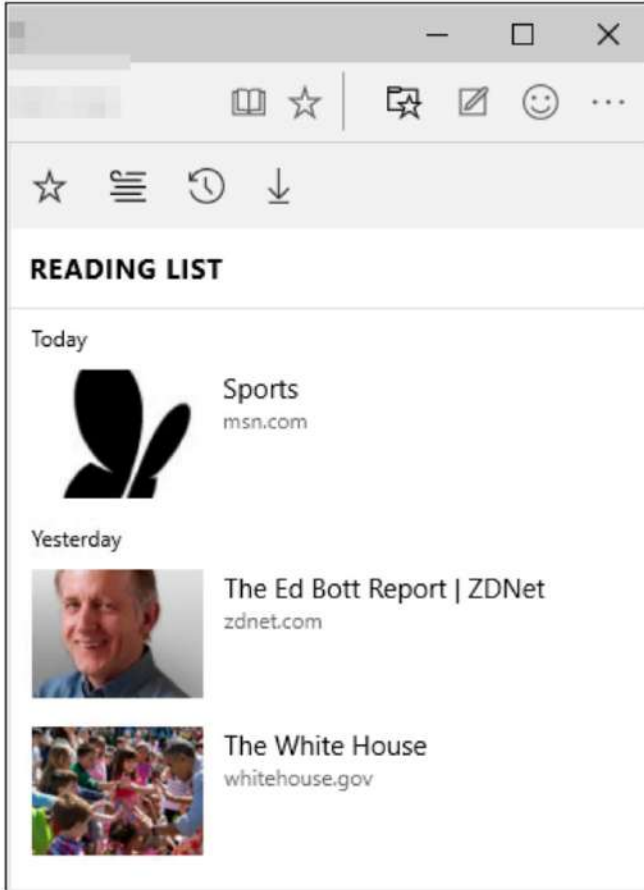 READING LIST
Today
Sports
msn.com
Yesterday
The Ed Bott Report | ZDNet
zdnet.com
The White House
whitehouse.gov